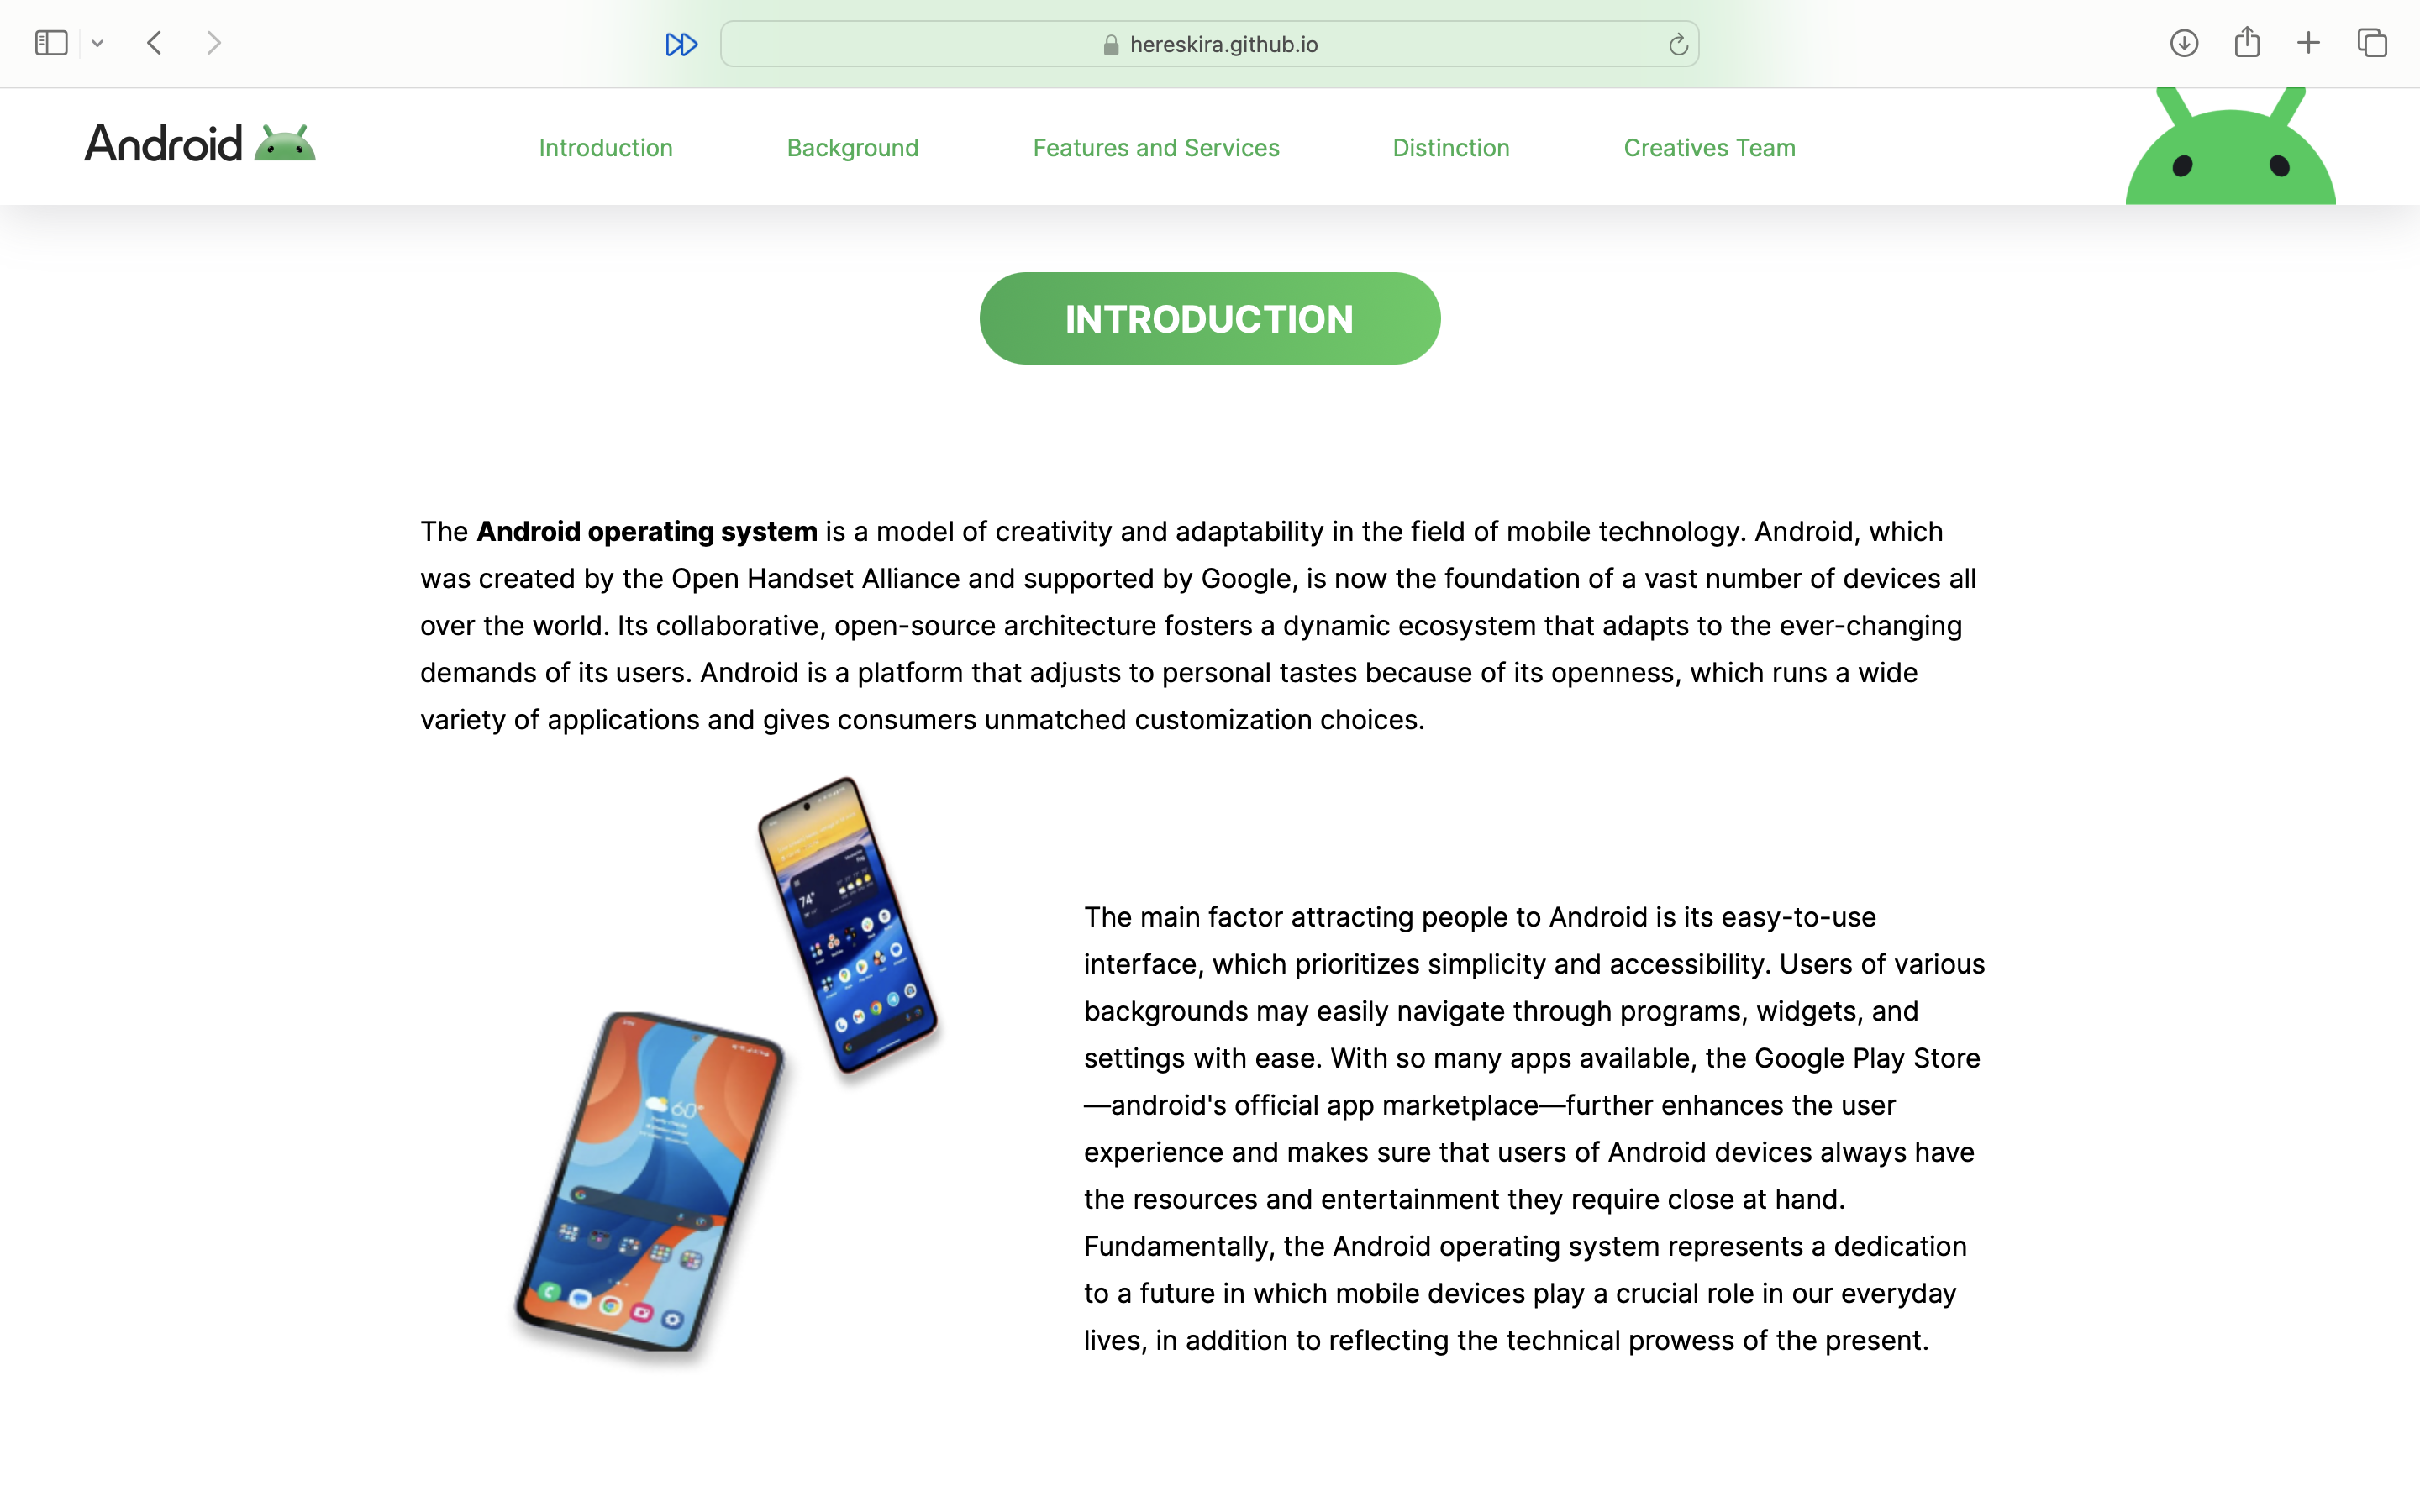 hereskira.github.io
Android
Introduction
Background
Features and Services
Distinction
Creatives Team
INTRODUCTION
The Android operating system is a model of creativity and adaptability in the field of mobile technology. Android, which
was created by the Open Handset Alliance and supported by Google, is now the foundation of a vast number of devices all
over the world. Its collaborative, open-source architecture fosters a dynamic ecosystem that adapts to the ever-changing
demands of its users. Android is a platform that adjusts to personal tastes because of its openness, which runs a wide
variety of applications and gives consumers unmatched customization choices.
74°
60°
The main factor attracting people to Android is its easy-to-use
interface, which prioritizes simplicity and accessibility. Users of various
backgrounds may easily navigate through programs, widgets, and
settings with ease. With so many apps available, the Google Play Store
—android's official app marketplace—further enhances the user
experience and makes sure that users of Android devices always have
the resources and entertainment they require close at hand.
Fundamentally, the Android operating system represents a dedication
to a future in which mobile devices play a crucial role in our everyday
lives, in addition to reflecting the technical prowess of the present.